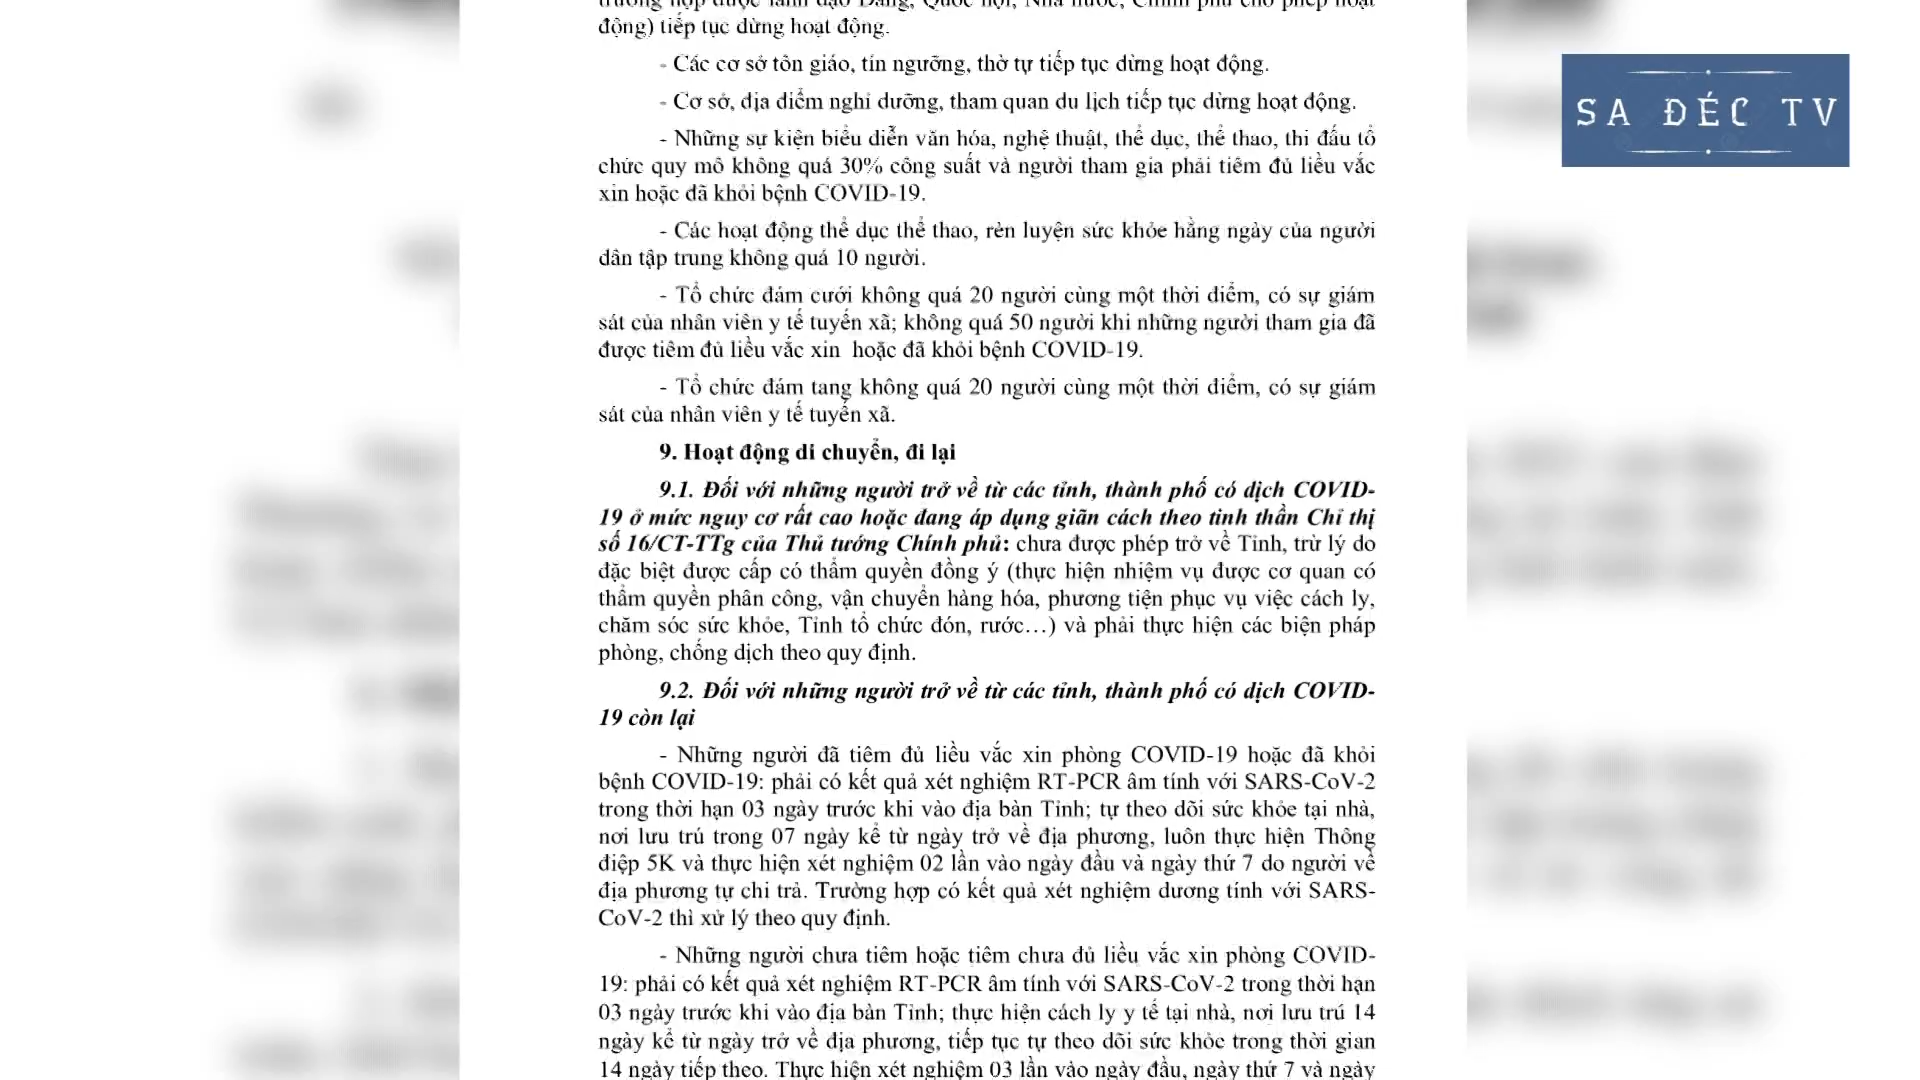 trường hợp được lãnh đạo Đảng, Quốc hội, Nhà nước, Chính phủ cho phép hoạt
động) tiếp tục dừng hoạt động.
- Các cơ sở tôn giáo, tín ngưỡng, thờ tự tiếp tục dừng hoạt động.
- Cơ sở, địa điểm nghỉ dưỡng, tham quan du lịch tiếp tục dừng hoạt động.
- Những sự kiện biểu diễn văn hóa, nghệ thuật, thể dục, thể thao, thi đấu tổ
chức quy mô không quá 30% công suất và người tham gia phải tiêm đủ liều vắc
xin hoặc đã khỏi bệnh COVID-19.
- Các hoạt động thể dục thể thao, rèn luyện sức khỏe hằng ngày của người
dân tập trung không quá 10 người.
- Tổ chức đám cưới không quá 20 người cùng một thời điểm, có sự giám
sát của nhân viên y tế tuyến xã; không quá 50 người khi những người tham gia đã
được tiêm đủ liều vắc xin hoặc đã khỏi bệnh COVID-19.
- Tổ chức đám tang không quá 20 người cùng một thời điểm, có sự giám
sát của nhân viên y tế tuyến xã.
9. Hoạt động di chuyển, đi lại
9.1. Đối với những người trở về từ các tỉnh, thành phố có dịch COVID-
19 ở mức nguy cơ rất cao hoặc đang áp dụng giãn cách theo tinh thần Chỉ thị
số 16/CT-TTg của Thủ tướng Chính phủ: chưa được phép trở về Tỉnh, trừ lý do
đặc biệt được cấp có thẩm quyền đồng ý (thực hiện nhiệm vụ được cơ quan có
thẩm quyền phân công, vận chuyển hàng hóa, phương tiện phục vụ việc cách ly,
chăm sóc sức khỏe, Tỉnh tổ chức đón, rước…) và phải thực hiện các biện pháp
phòng, chống dịch theo quy định.
9.2. Đối với những người trở về từ các tỉnh, thành phố có dịch COVID-
19 còn lại
- Những người đã tiêm đủ liều vắc xin phòng COVID-19 hoặc đã khỏi
bệnh COVID-19: phải có kết quả xét nghiệm RT-PCR âm tính với SARS-CoV-2
trong thời hạn 03 ngày trước khi vào địa bàn Tỉnh; tự theo dõi sức khỏe tại nhà,
nơi lưu trú trong 07 ngày kể từ ngày trở về địa phương, luôn thực hiện Thông
điệp 5K và thực hiện xét nghiệm 02 lần vào ngày đầu và ngày thứ 7 do người về
địa phương tự chi trả. Trường hợp có kết quả xét nghiệm dương tính với SARS-
CoV-2 thì xử lý theo quy định.
- Những người chưa tiêm hoặc tiêm chưa đủ liều vắc xin phòng COVID-
19: phải có kết quả xét nghiệm RT-PCR âm tính với SARS-CoV-2 trong thời hạn
03 ngày trước khi vào địa bàn Tỉnh; thực hiện cách ly y tế tại nhà, nơi lưu trú 14
ngày kể từ ngày trở về địa phương, tiếp tục tự theo dõi sức khỏe trong thời gian
14 ngày tiếp theo. Thực hiện xét nghiệm 03 lần vào ngày đầu, ngày thứ 7 và ngày
SA ĐÉC TV